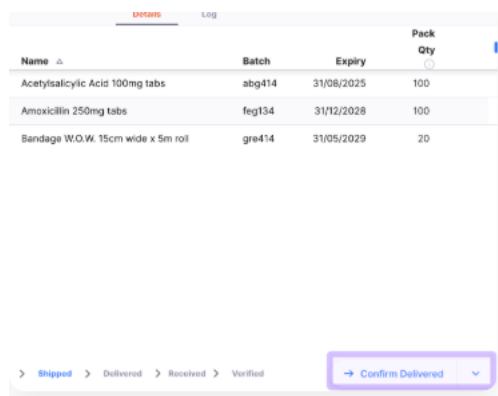 Details Log
Pack
Qty
Name Batch Expiry
Acetylsalicylic Acid 100mg tabs abg414 31/08/2025 100
Amoxicillin 250mg tabs feg134 31/12/2028 100
Bandage W.O.W. 15cm wide x 5m roll gre414 31/05/2029 20
Shipped Delivered Received Verified Confirm Delivered